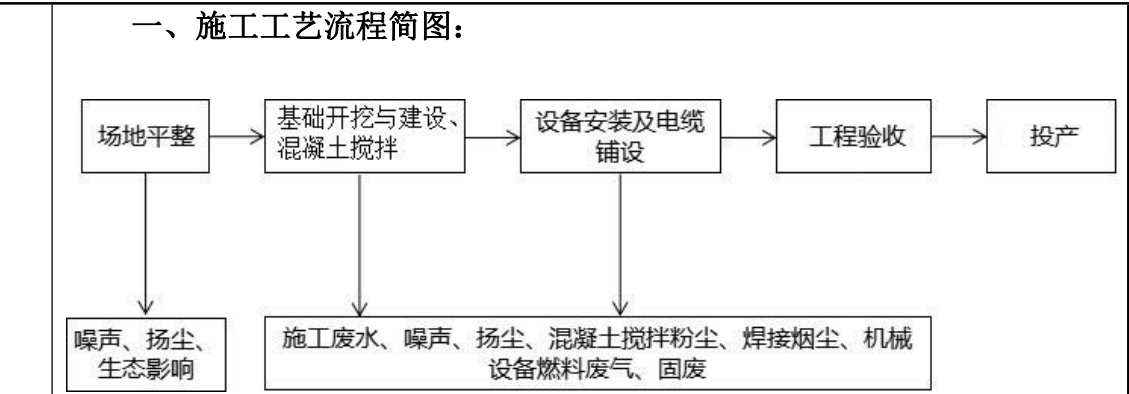 一、施工工艺流程简图：
场地平整
基础开挖与建设、
混凝土搅拌
设备安装及电缆
铺设
工程验收
投产
噪声、扬尘、
生态影响
施工废水、噪声、扬尘、混凝土搅拌粉尘、焊接烟尘、机械
设备燃料废气、固废